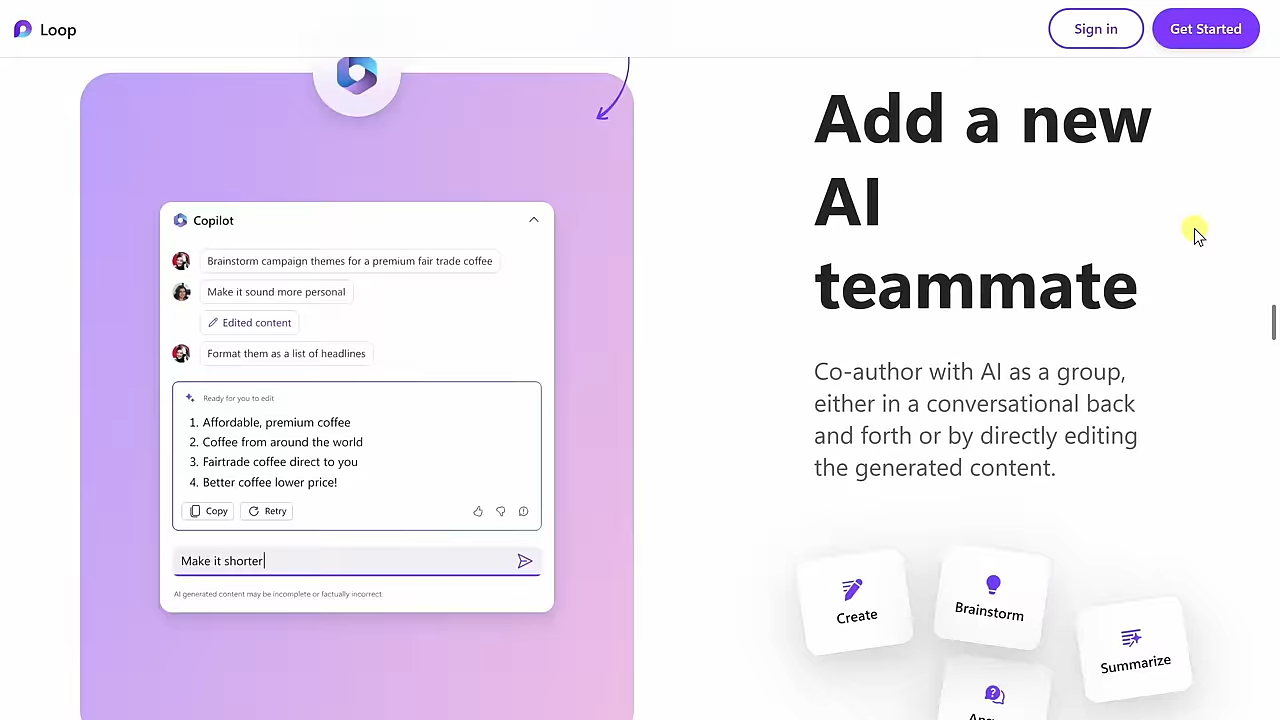 Loop
Sign in
Get Started
Copilot
Brainstorm campaign themes for a premium fair trade coffee
Make it sound more personal
Edited content
Format them as a list of headlines
Ready for you to edit
1. Affordable, premium coffee
2. Coffee from around the world
3. Fairtrade coffee direct to you
4. Better coffee lower price!
Copy
Retry
Make it shorter
AI generated content may be incomplete or factually incorrect.
Add a new
AI
teammate
Co-author with AI as a group,
either in a conversational back
and forth or by directly editing
the generated content.
Create
Brainstorm
Summarize